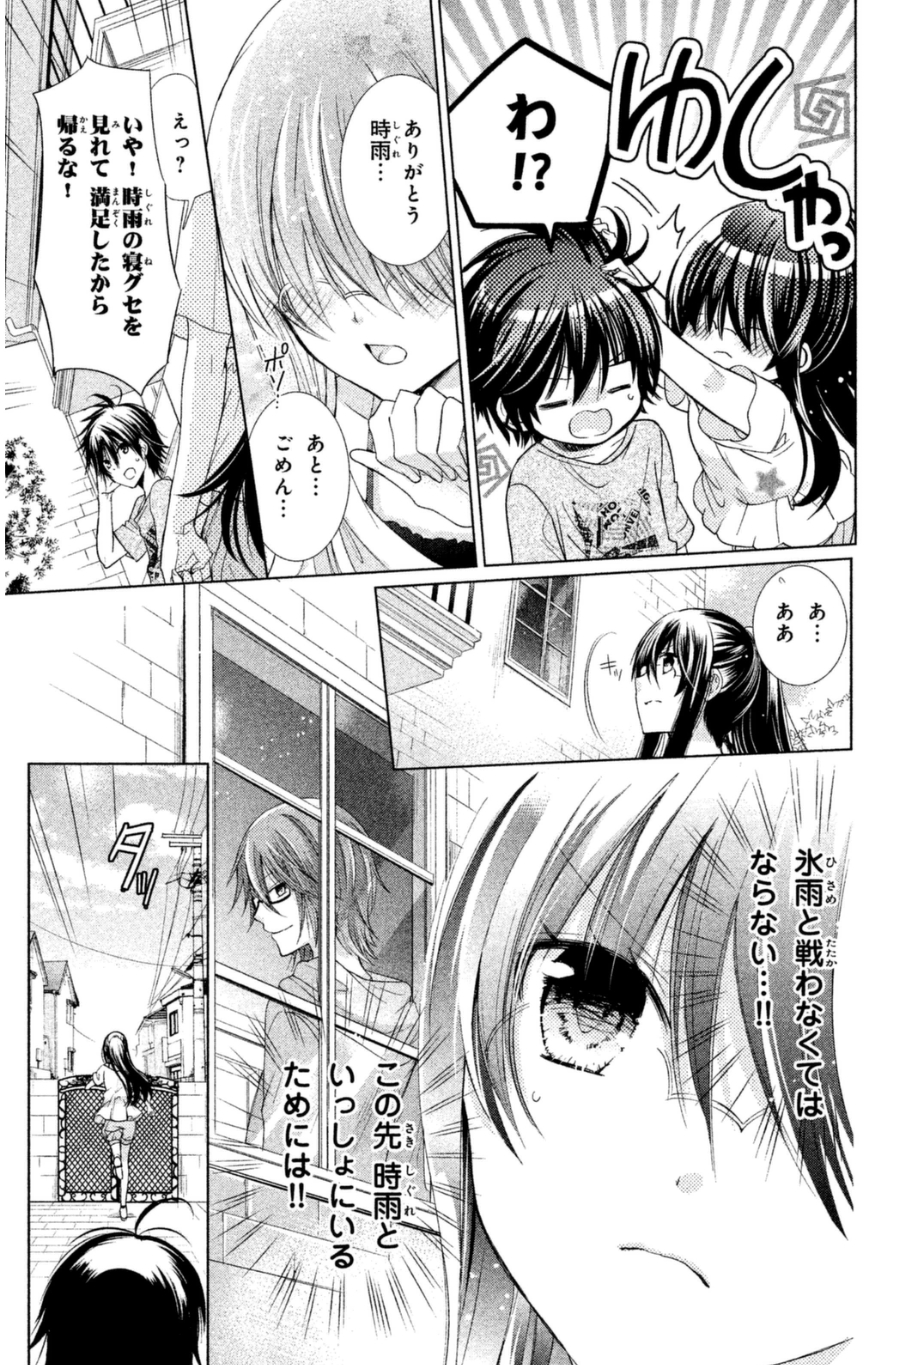 ゆしゃっ
わ!?
ありがとう
時雨…
ポソ…
あと…
ごめん…
えっ?
いや!時雨の寝グセを
見れて満足したから
帰るな!
あ…
ああ
キッ
氷雨と戦わなくては
ならない…!!
この先時雨と
いっしょにいる
ためには!!
タッ